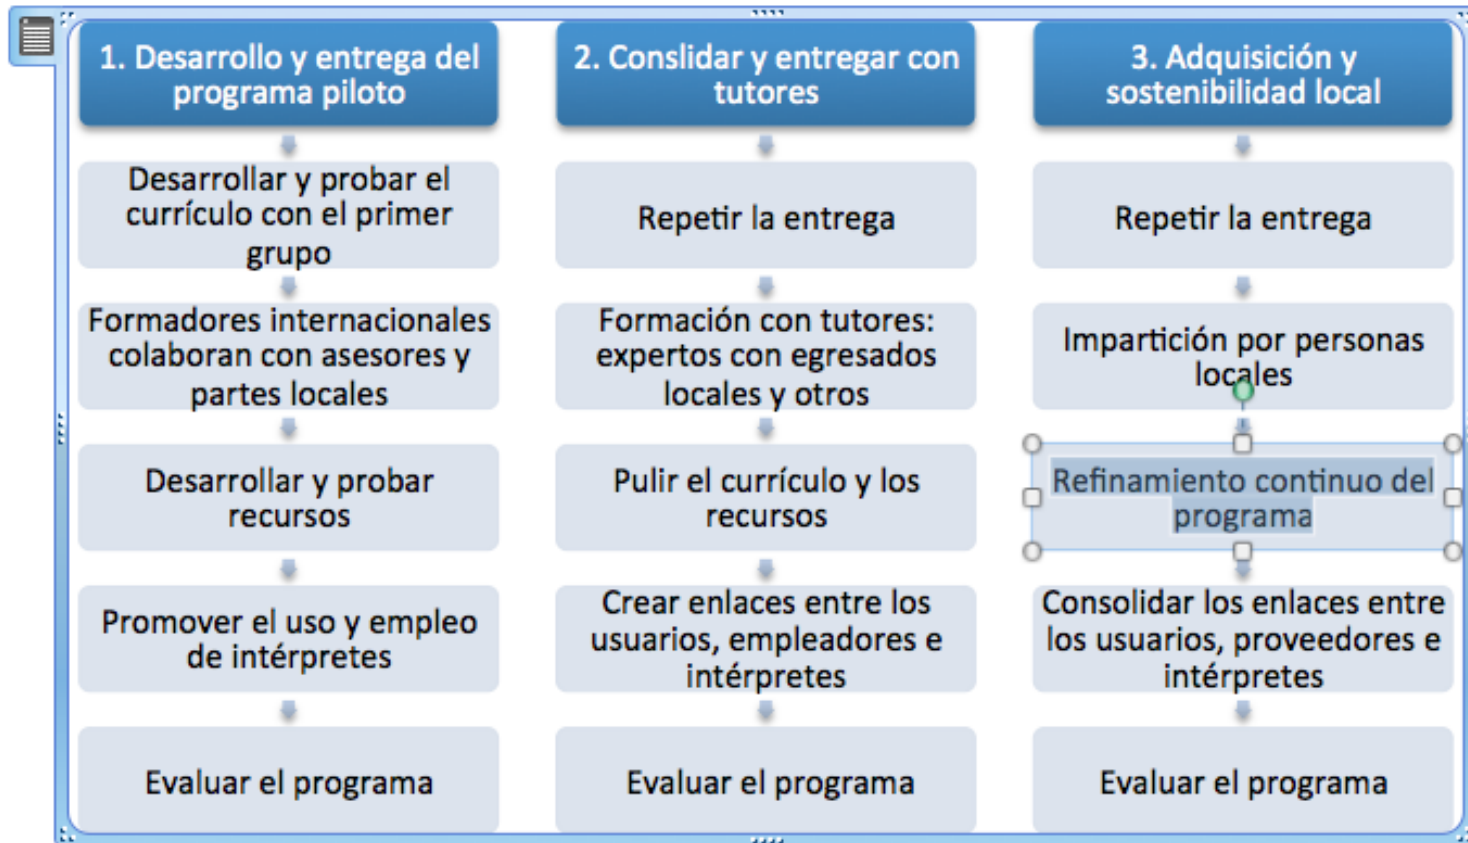 1. Desarrollo y entrega del
programa piloto
Desarrollar y probar el
currículo con el primer
grupo
Formadores internacionales
colaboran con asesores y
partes locales
Desarrollar y probar
recursos
Promover el uso y empleo
de intérpretes
Evaluar el programa
2. Conslidar y entregar con
tutores
Repetir la entrega
Formación con tutores:
expertos con egresados
locales y otros
Pulir el currículo y los
recursos
Crear enlaces entre los
usuarios, empleadores e
intérpretes
Evaluar el programa
3. Adquisición y
sostenibilidad local
Repetir la entrega
Impartición por personas
locales
Refinamiento continuo del
programa
Consolidar los enlaces entre
los usuarios, proveedores e
intérpretes
Evaluar el programa